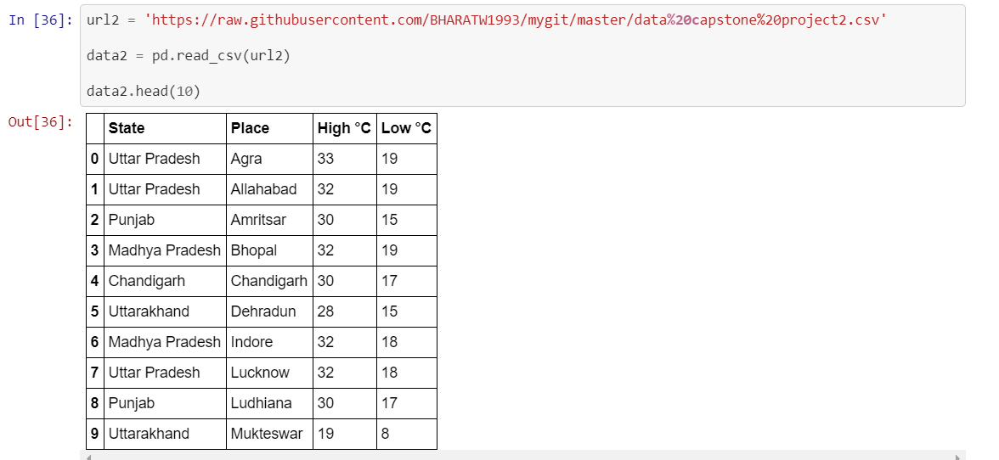 In [36]: url2 = 'https://raw.githubusercontent.com/BHARATW1993/mygit/master/data%20capstone%20project2.csv'
data2 = pd.read_csv(url2)
data2.head(10)
Out[36]:
State Place High °C Low °C
0 Uttar Pradesh Agra 33 19
1 Uttar Pradesh Allahabad 32 19
2 Punjab Amritsar 30 15
3 Madhya Pradesh Bhopal 32 19
4 Chandigarh Chandigarh 30 17
5 Uttarakhand Dehradun 28 15
6 Madhya Pradesh Indore 32 18
7 Uttar Pradesh Lucknow 32 18
8 Punjab Ludhiana 30 17
9 Uttarakhand Mukteswar 19 8